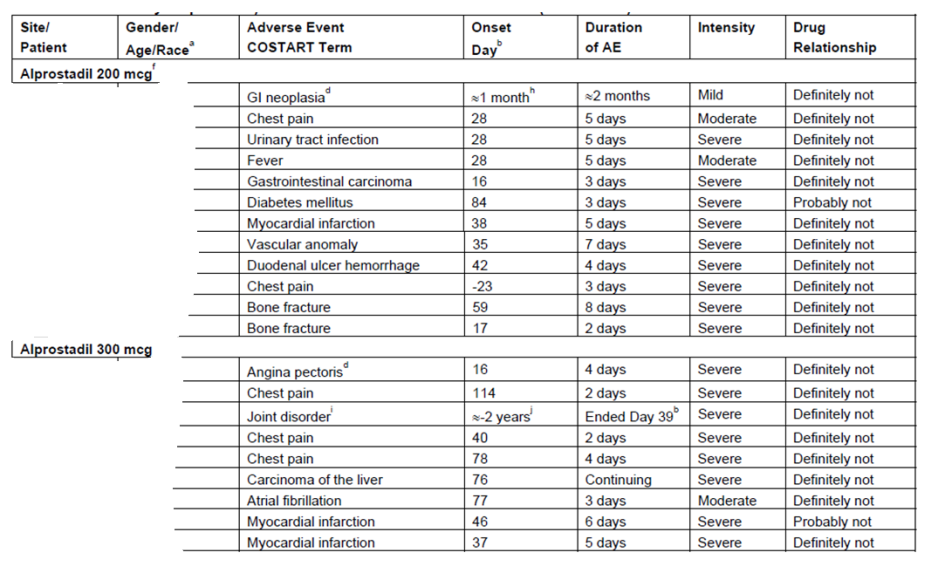 Site/ Gender/ Adverse Event Onset Duration Intensity Drug
Patient Age/Race^a COSTART Term Day^b of AE Relationship
Alprostadil 200 mcg^f
GI neoplasia^d ≈1 month^h ≈2 months Mild Definitely not
Chest pain 28 5 days Moderate Definitely not
Urinary tract infection 28 5 days Severe Definitely not
Fever 28 5 days Moderate Definitely not
Gastrointestinal carcinoma 16 3 days Severe Definitely not
Diabetes mellitus 84 3 days Severe Probably not
Myocardial infarction 38 5 days Severe Definitely not
Vascular anomaly 35 7 days Severe Definitely not
Duodenal ulcer hemorrhage 42 4 days Severe Definitely not
Chest pain -23 3 days Severe Definitely not
Bone fracture 59 8 days Severe Definitely not
Bone fracture 17 2 days Severe Definitely not
Alprostadil 300 mcg
Angina pectoris^d 16 4 days Severe Definitely not
Chest pain 114 2 days Severe Definitely not
Joint disorder^i ≈-2 years^j Ended Day 39^b Severe Definitely not
Chest pain 40 2 days Severe Definitely not
Chest pain 78 4 days Severe Definitely not
Carcinoma of the liver 76 Continuing Severe Definitely not
Atrial fibrillation 77 3 days Moderate Definitely not
Myocardial infarction 46 6 days Severe Probably not
Myocardial infarction 37 5 days Severe Definitely not